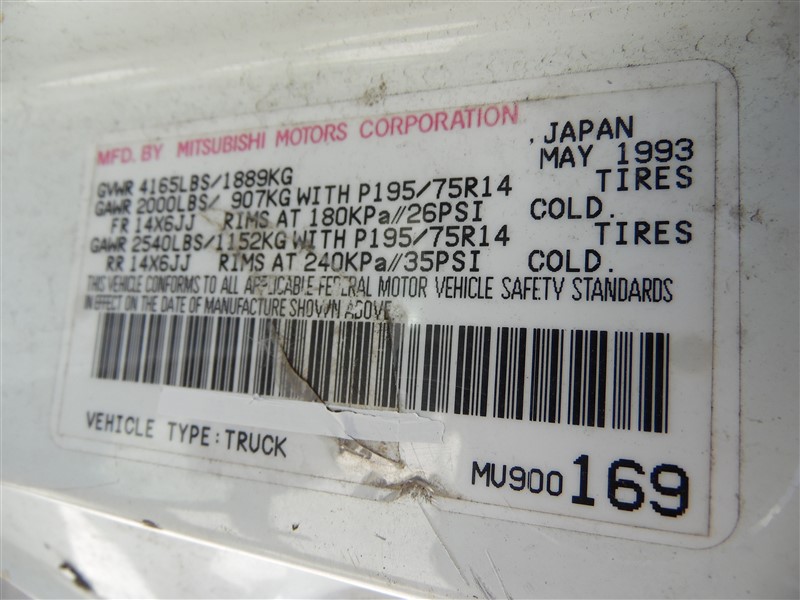 MFD. BY MITSUBISHI MOTORS CORPORATION , JAPAN
GVWR 4165LBS/1889KG MAY 1993
GAWR 2000LBS/ 907KG WITH P195/75R14 TIRES
FR 14X6JJ RIMS AT 180KPa//26PSI COLD.
GAWR 2540LBS/1152KG WITH P195/75R14 TIRES
RR 14X6JJ RIMS AT 240KPa//35PSI COLD.
THIS VEHICLE CONFORMS TO ALL APPLICABLE FEDERAL MOTOR VEHICLE SAFETY STANDARDS
IN EFFECT ON THE DATE OF MANUFACTURE SHOWN ABOVE
VEHICLE TYPE:TRUCK
MV900169